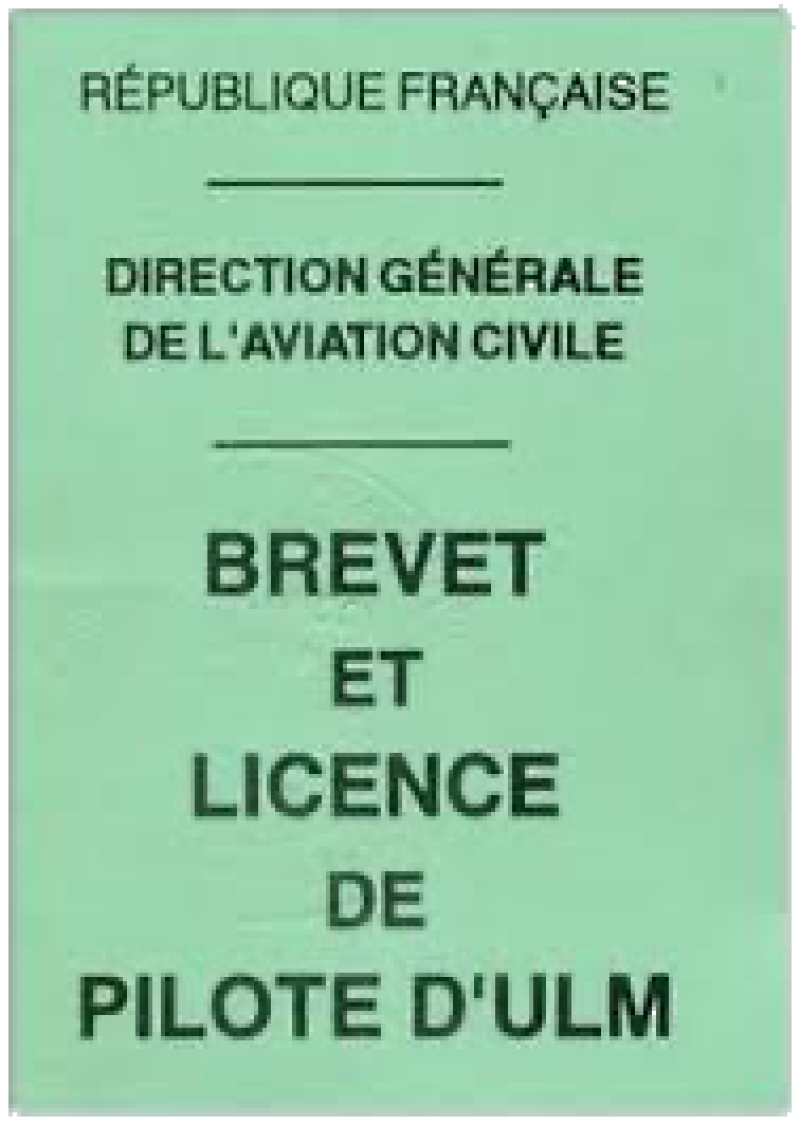 RÉPUBLIQUE FRANÇAISE
DIRECTION GÉNÉRALE
DE L'AVIATION CIVILE
BREVET
ET
LICENCE
DE
PILOTE D'ULM